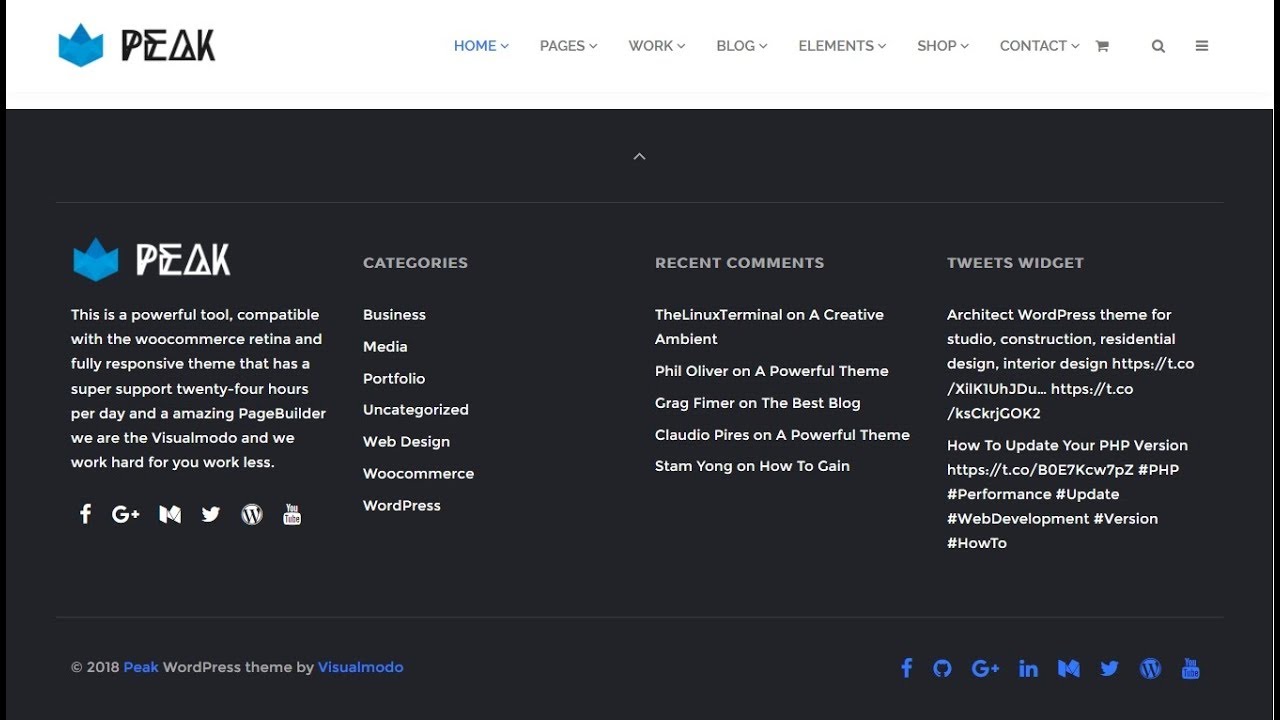 PEAK
HOME
PAGES
WORK
BLOG
ELEMENTS
SHOP
CONTACT
PEAK
This is a powerful tool, compatible
with the woocommerce retina and
fully responsive theme that has a
super support twenty-four hours
per day and a amazing PageBuilder
we are the Visualmodo and we
work hard for you work less.
You
Tube
CATEGORIES
Business
Media
Portfolio
Uncategorized
Web Design
Woocommerce
WordPress
RECENT COMMENTS
TheLinuxTerminal on A Creative
Ambient
Phil Oliver on A Powerful Theme
Grag Fimer on The Best Blog
Claudio Pires on A Powerful Theme
Stam Yong on How To Gain
TWEETS WIDGET
Architect WordPress theme for
studio, construction, residential
design, interior design https://t.co
/XilK1UhJDu… https://t.co
/ksCkrjGOK2
How To Update Your PHP Version
https://t.co/B0E7Kcw7pZ #PHP
#Performance #Update
#WebDevelopment #Version
#HowTo
© 2018 Peak WordPress theme by Visualmodo
You
Tube